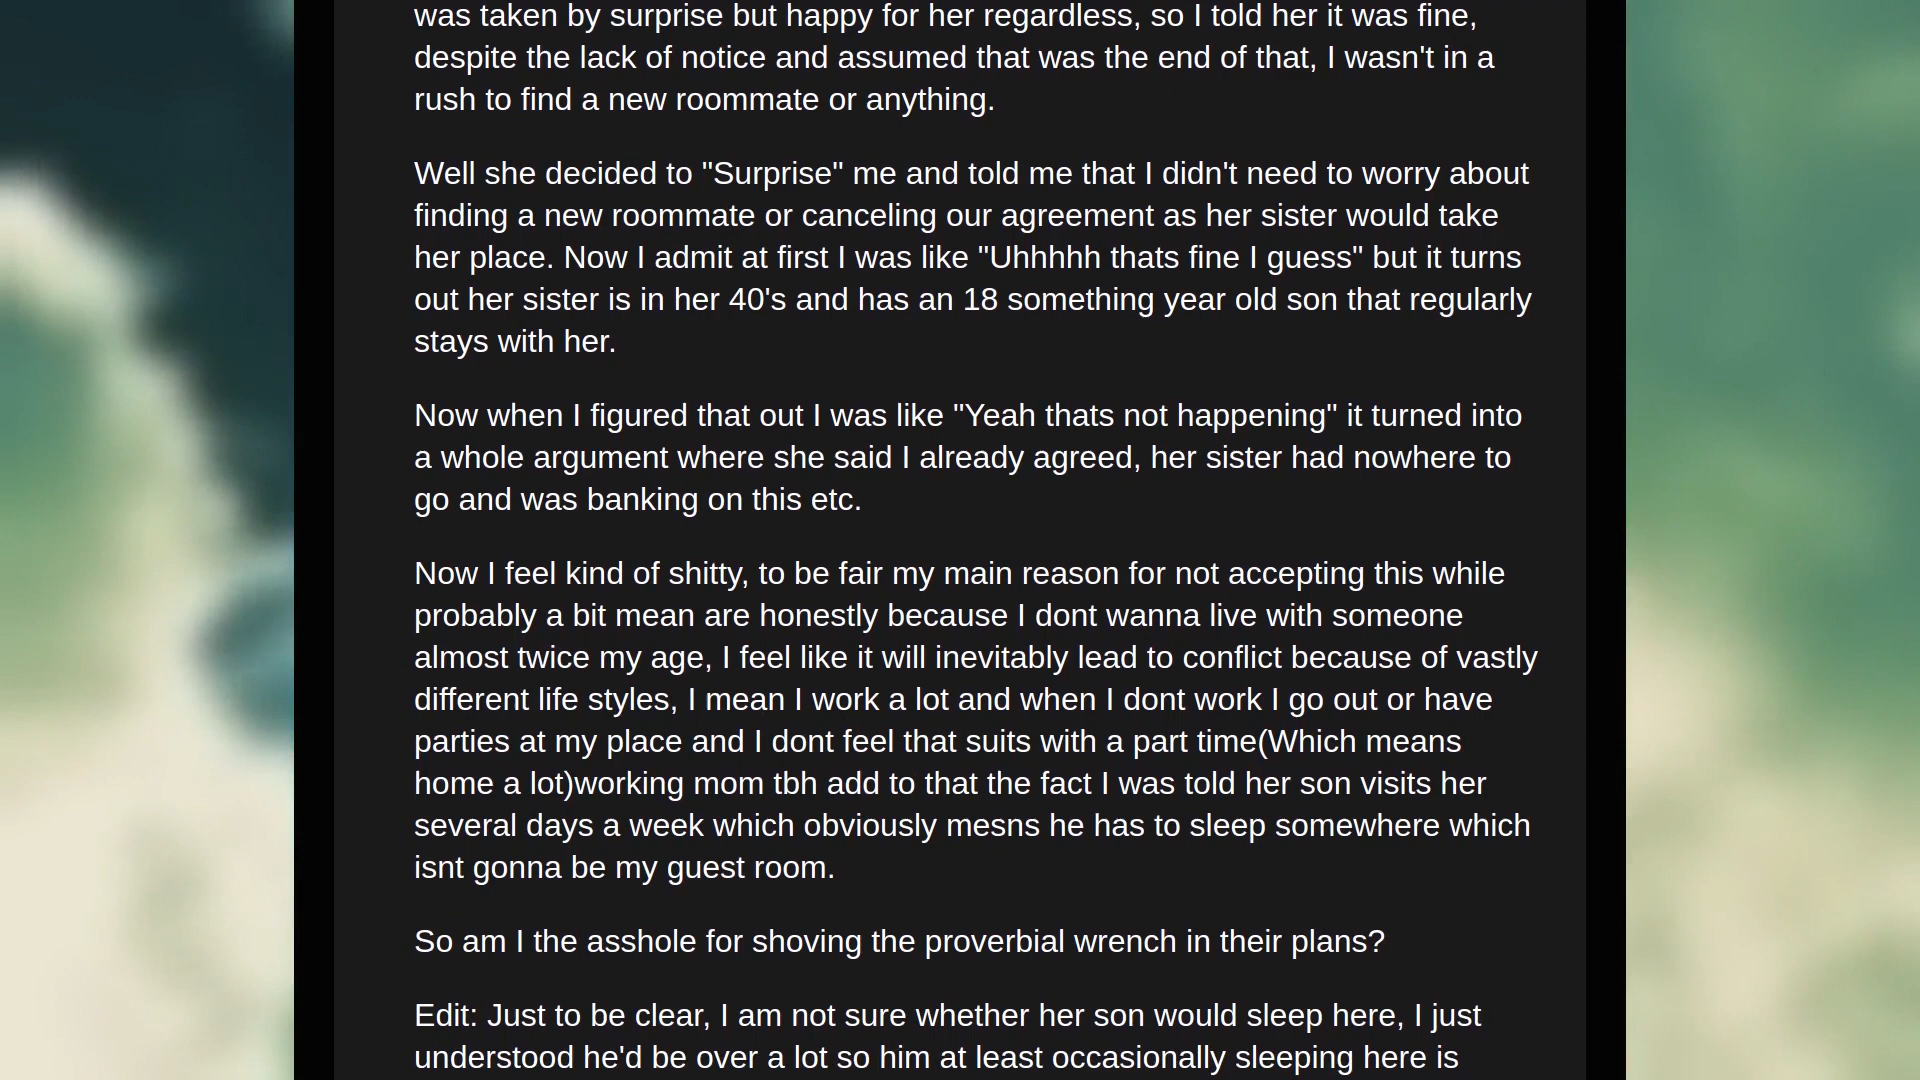 was taken by surprise but happy for her regardless, so I told her it was fine,
despite the lack of notice and assumed that was the end of that, I wasn't in a
rush to find a new roommate or anything.
Well she decided to "Surprise" me and told me that I didn't need to worry about
finding a new roommate or canceling our agreement as her sister would take
her place. Now I admit at first I was like "Uhhhhh thats fine I guess" but it turns
out her sister is in her 40's and has an 18 something year old son that regularly
stays with her.
Now when I figured that out I was like "Yeah thats not happening" it turned into
a whole argument where she said I already agreed, her sister had nowhere to
go and was banking on this etc.
Now I feel kind of shitty, to be fair my main reason for not accepting this while
probably a bit mean are honestly because I dont wanna live with someone
almost twice my age, I feel like it will inevitably lead to conflict because of vastly
different life styles, I mean I work a lot and when I dont work I go out or have
parties at my place and I dont feel that suits with a part time(Which means
home a lot)working mom tbh add to that the fact I was told her son visits her
several days a week which obviously mesns he has to sleep somewhere which
isnt gonna be my guest room.
So am I the asshole for shoving the proverbial wrench in their plans?
Edit: Just to be clear, I am not sure whether her son would sleep here, I just
understood he'd be over a lot so him at least occasionally sleeping here is